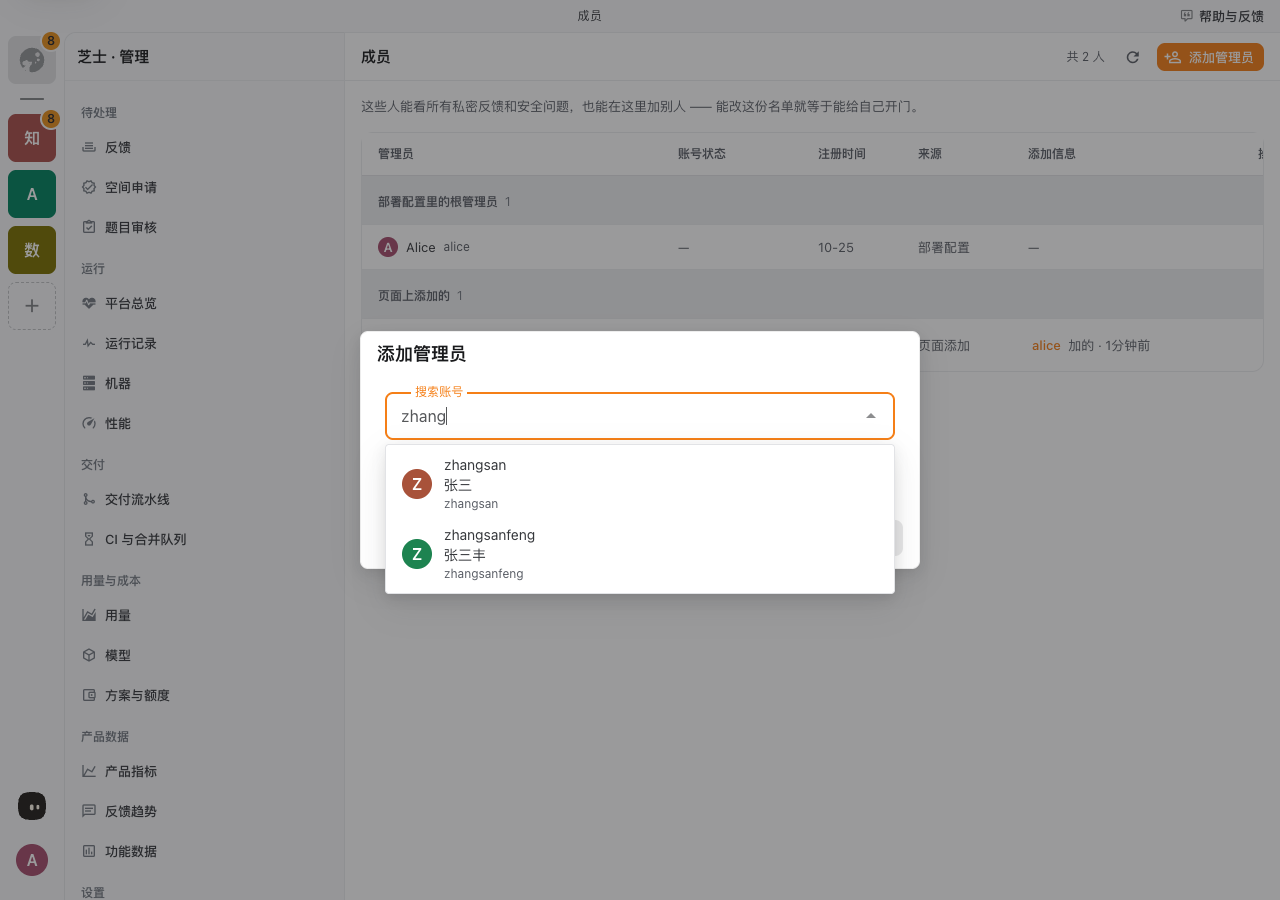 成员
帮助与反馈
8
知
8
A
数
A
芝士 · 管理
待处理
反馈
空间申请
题目审核
运行
平台总览
运行记录
机器
性能
交付
交付流水线
CI 与合并队列
用量与成本
用量
模型
方案与额度
产品数据
产品指标
反馈趋势
功能数据
设置
成员
共 2 人
添加管理员
这些人能看所有私密反馈和安全问题，也能在这里加别人 —— 能改这份名单就等于能给自己开门。
管理员 账号状态 注册时间 来源 添加信息
部署配置里的根管理员 1
A Alice alice — 10-25 部署配置 —
页面上添加的 1
页面添加 alice 加的 · 1分钟前
添加管理员
搜索账号
zhang
Z
zhangsan
张三
zhangsan
Z
zhangsanfeng
张三丰
zhangsanfeng